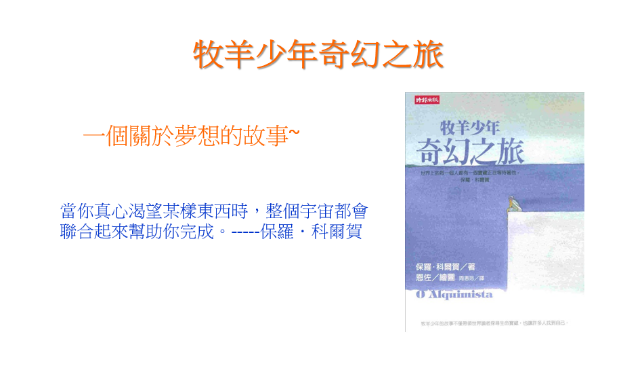 牧羊少年奇幻之旅
一個關於夢想的故事~
當你真心渴望某樣東西時，整個宇宙都會
聯合起來幫助你完成。-----保羅．科爾賀
時報出版
牧羊少年
奇幻之旅
保羅．科爾賀／著
O Alquimista